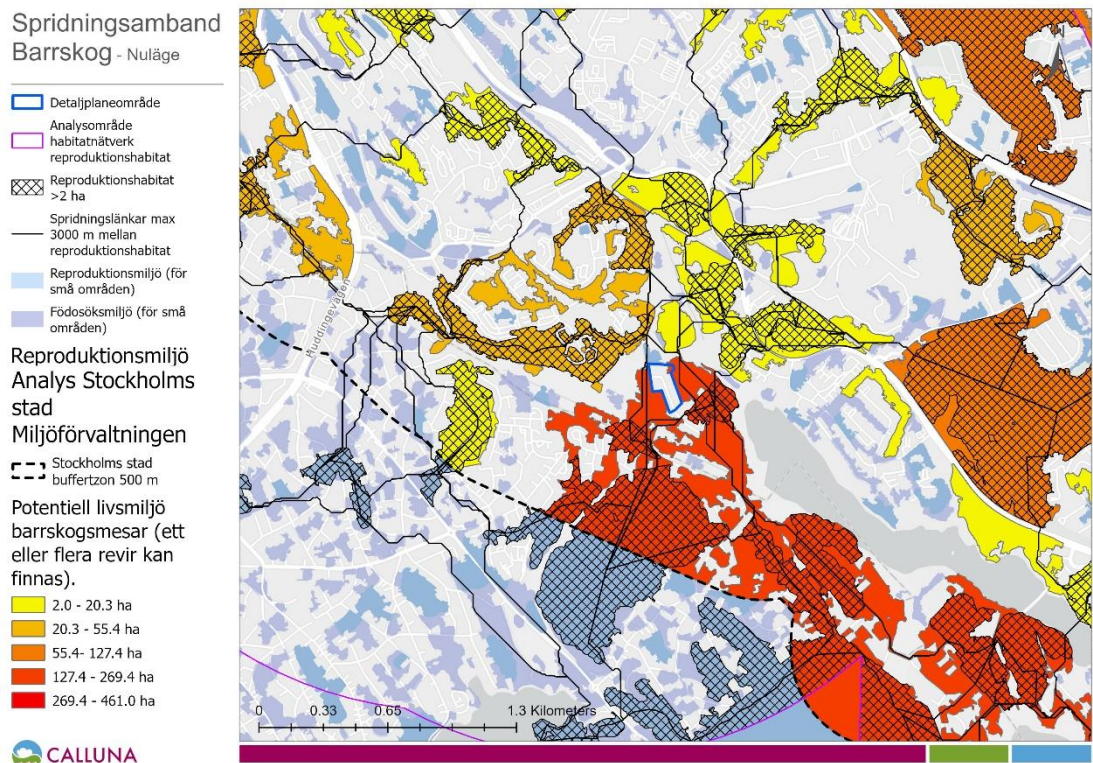 Spridningsamband
Barrskog - Nuläge
Detaljplaneområde
Analysområde
habitatnätverk
reproduktionshabitat
Reproduktionshabitat
>2 ha
Spridningslänkar max
3000 m mellan
reproduktionshabitat
Reproduktionsmiljö (för
små områden)
Födosöksmiljö (för små
områden)
Reproduktionsmiljö
Analys Stockholms
stad
Miljöförvaltningen
Stockholms stad
buffertzon 500 m
Potentiell livsmiljö
barrskogsmesar (ett
eller flera revir kan
finnas).
2.0 - 20.3 ha
20.3 - 55.4 ha
55.4- 127.4 ha
127.4 - 269.4 ha
269.4 - 461.0 ha
CALLUNA
Huddingevägen
0 0.33 0.65 1.3 Kilometers